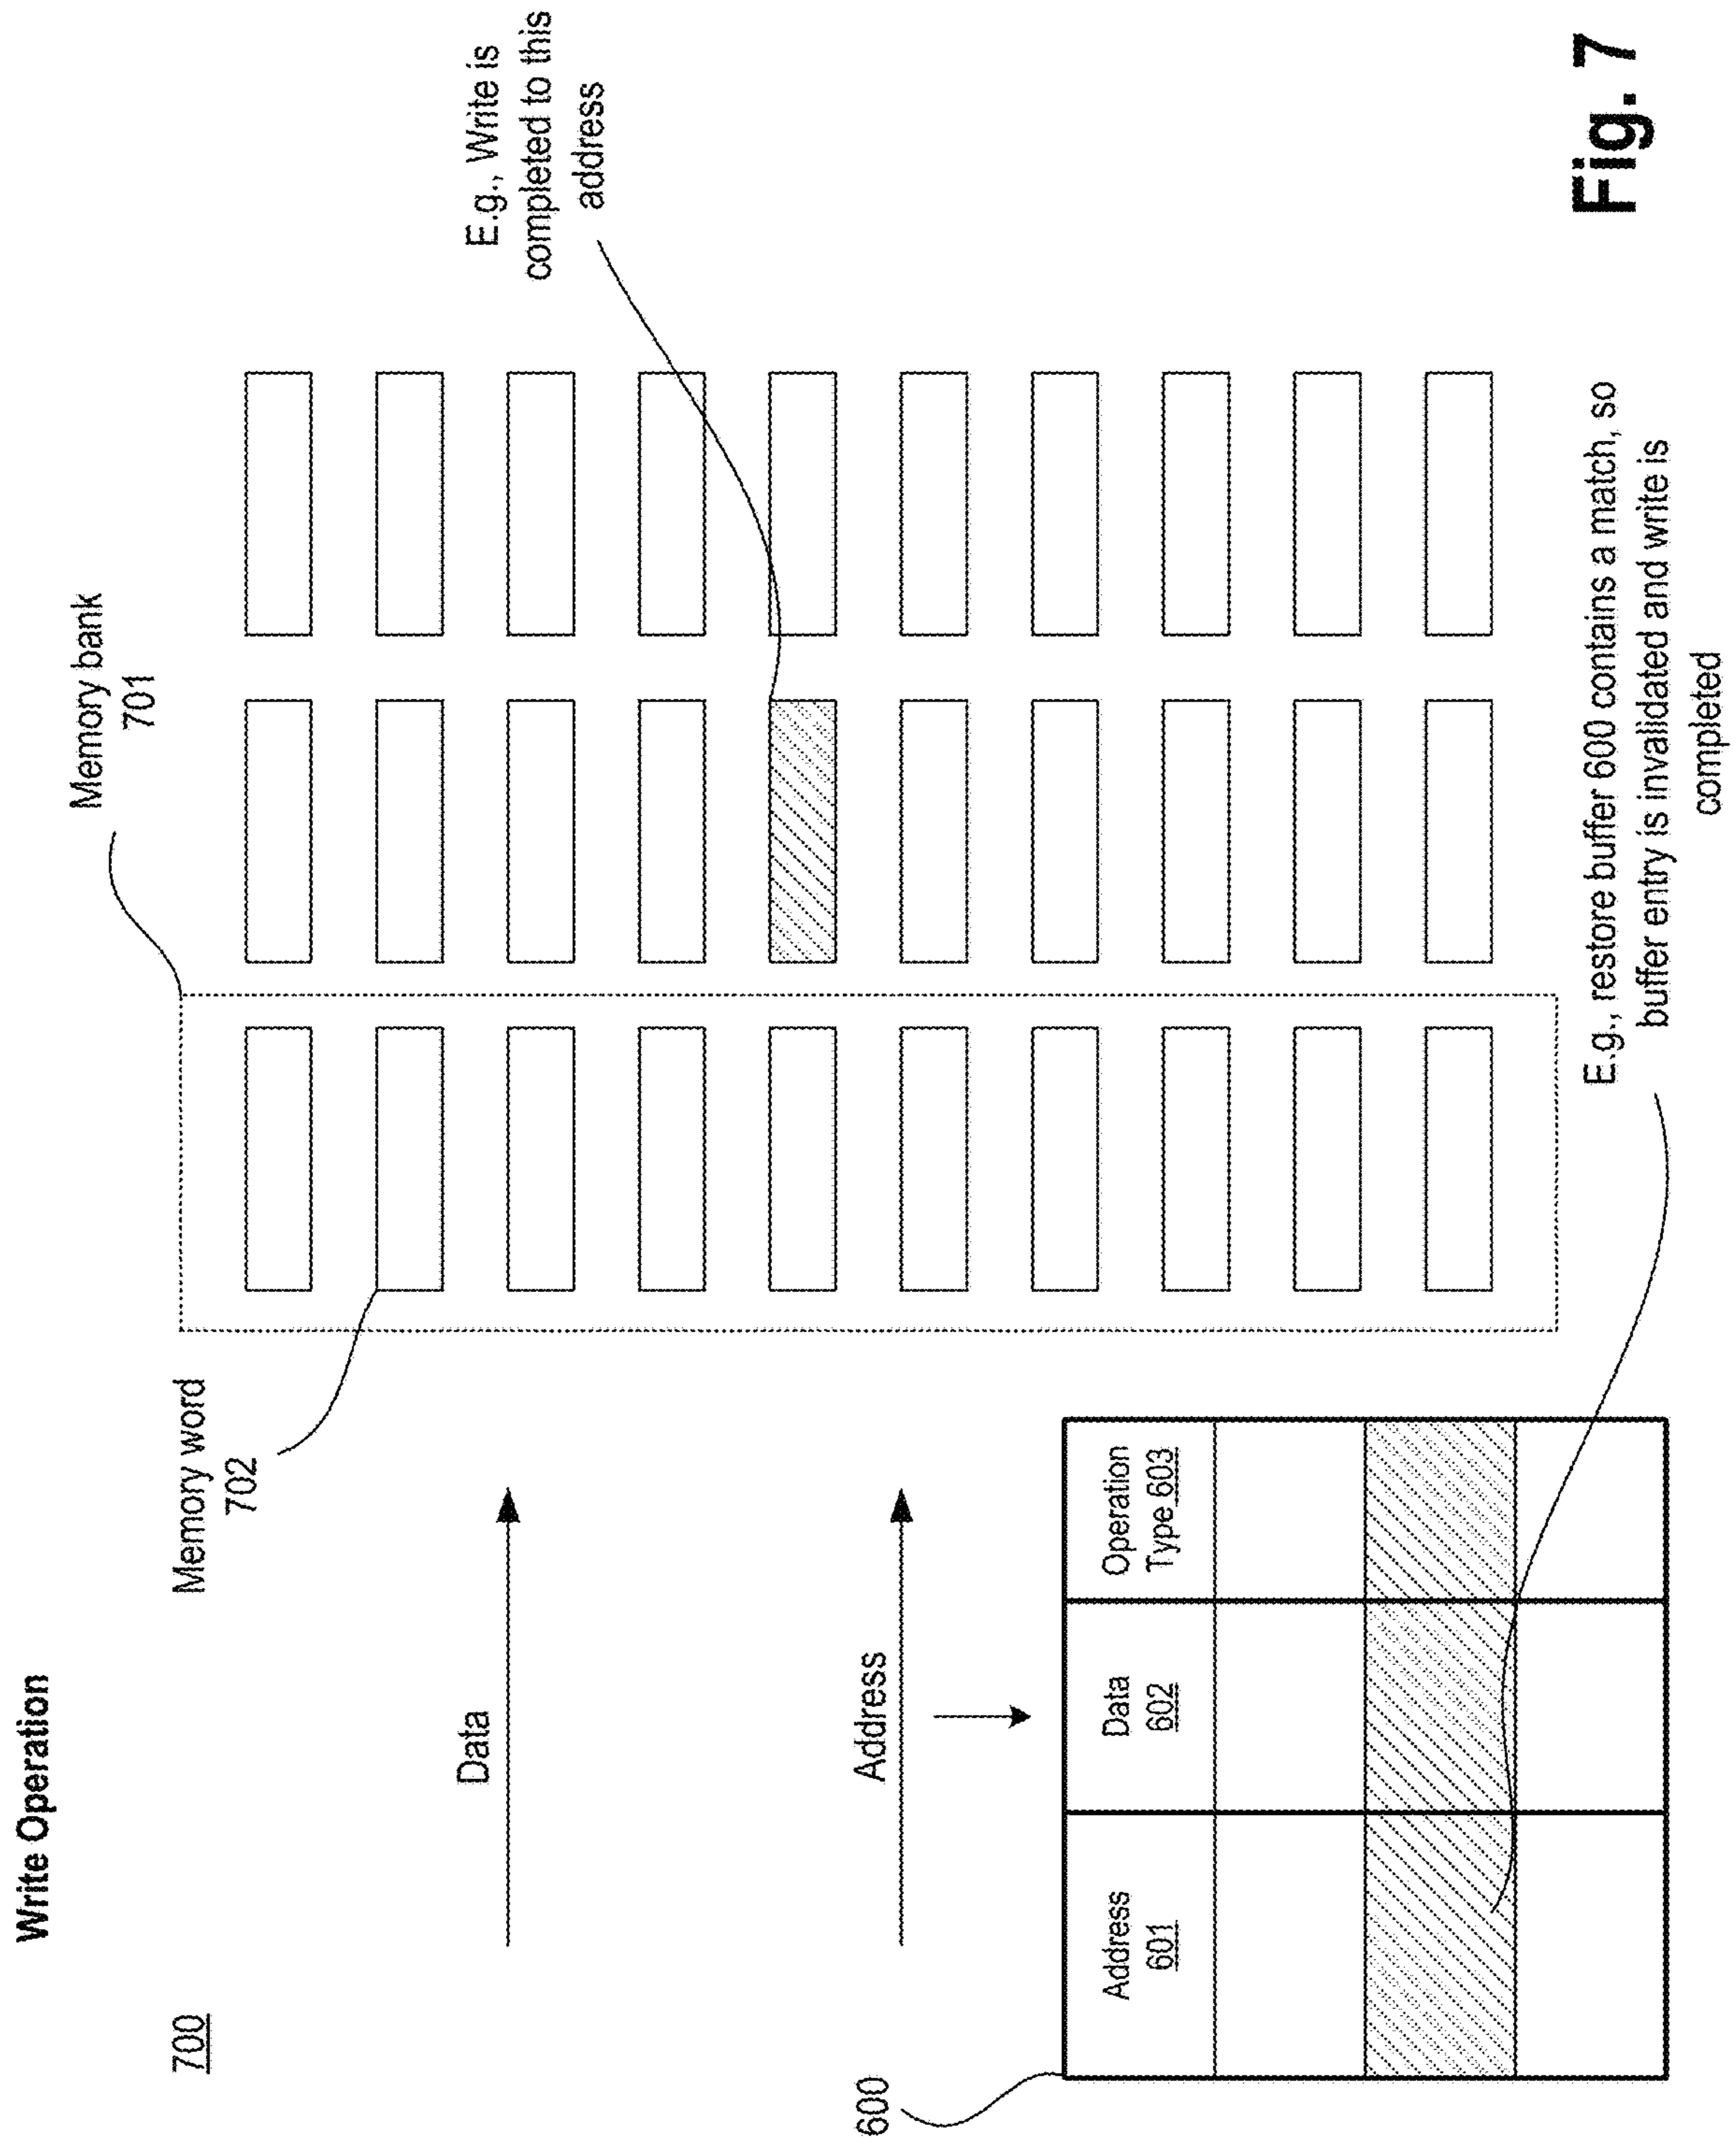 Write Operation
700
Memory bank
701
Memory word
702
Data
E.g., Write is
completed to this
address
Address
600
Address
601
Data
602
Operation
Type 603
E.g., restore buffer 600 contains a match, so
buffer entry is invalidated and write is
completed
Fig. 7